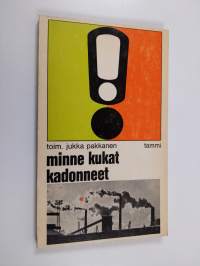 toim. jukka pakkanen tammi
minne kukat
kadonneet